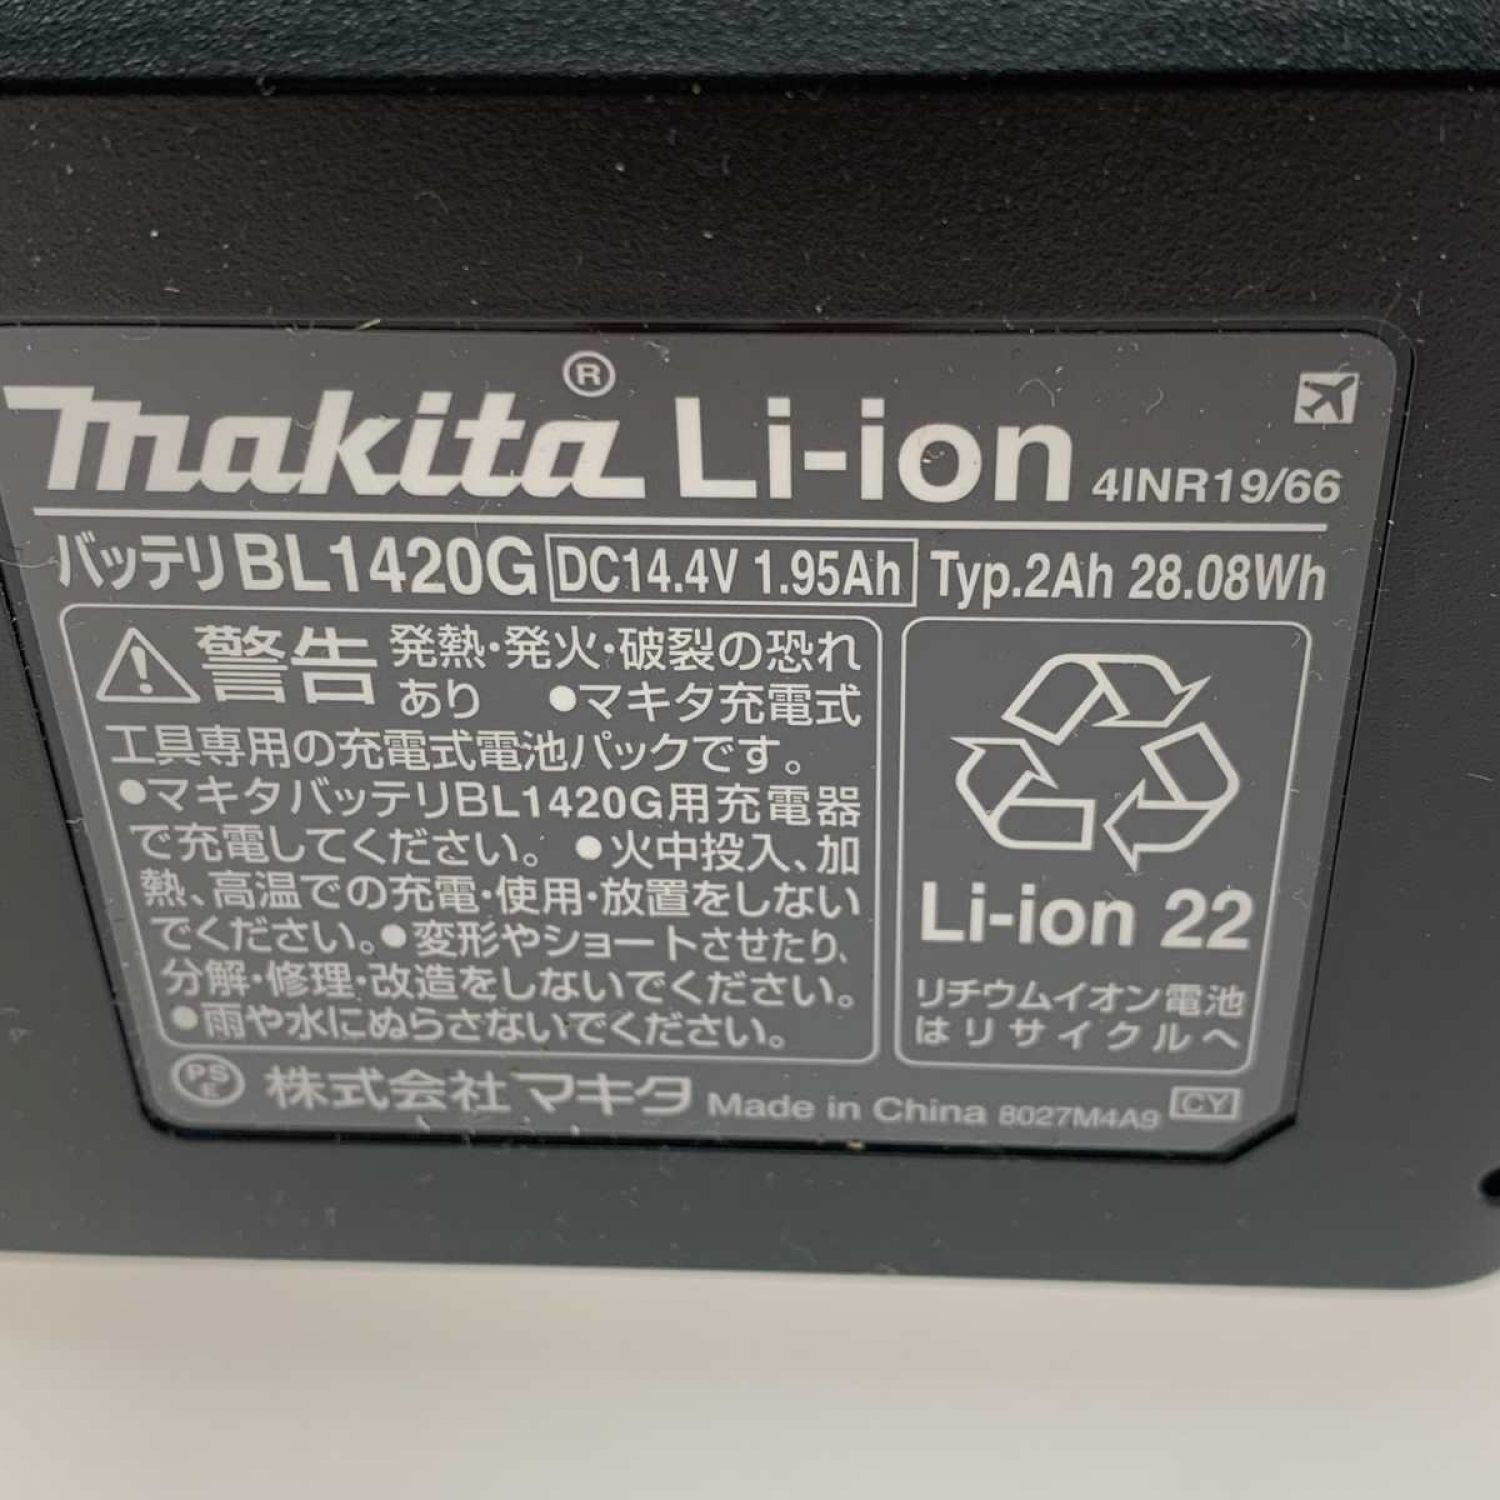 makita® Li-ion 4INR19/66
バッテリBL1420G DC14.4V 1.95Ah Typ.2Ah 28.08Wh
警告 発熱・発火・破裂の恐れ
あり ●マキタ充電式
工具専用の充電式電池パックです。
●マキタバッテリBL1420G用充電器
で充電してください。●火中投入、加
熱、高温での充電・使用・放置をしない
でください。●変形やショートさせたり、
分解・修理・改造をしないでください。
●雨や水にぬらさないでください。
Li-ion 22
リチウムイオン電池
はリサイクルへ
PSE 株式会社マキタ Made in China 8027M4A9 CY